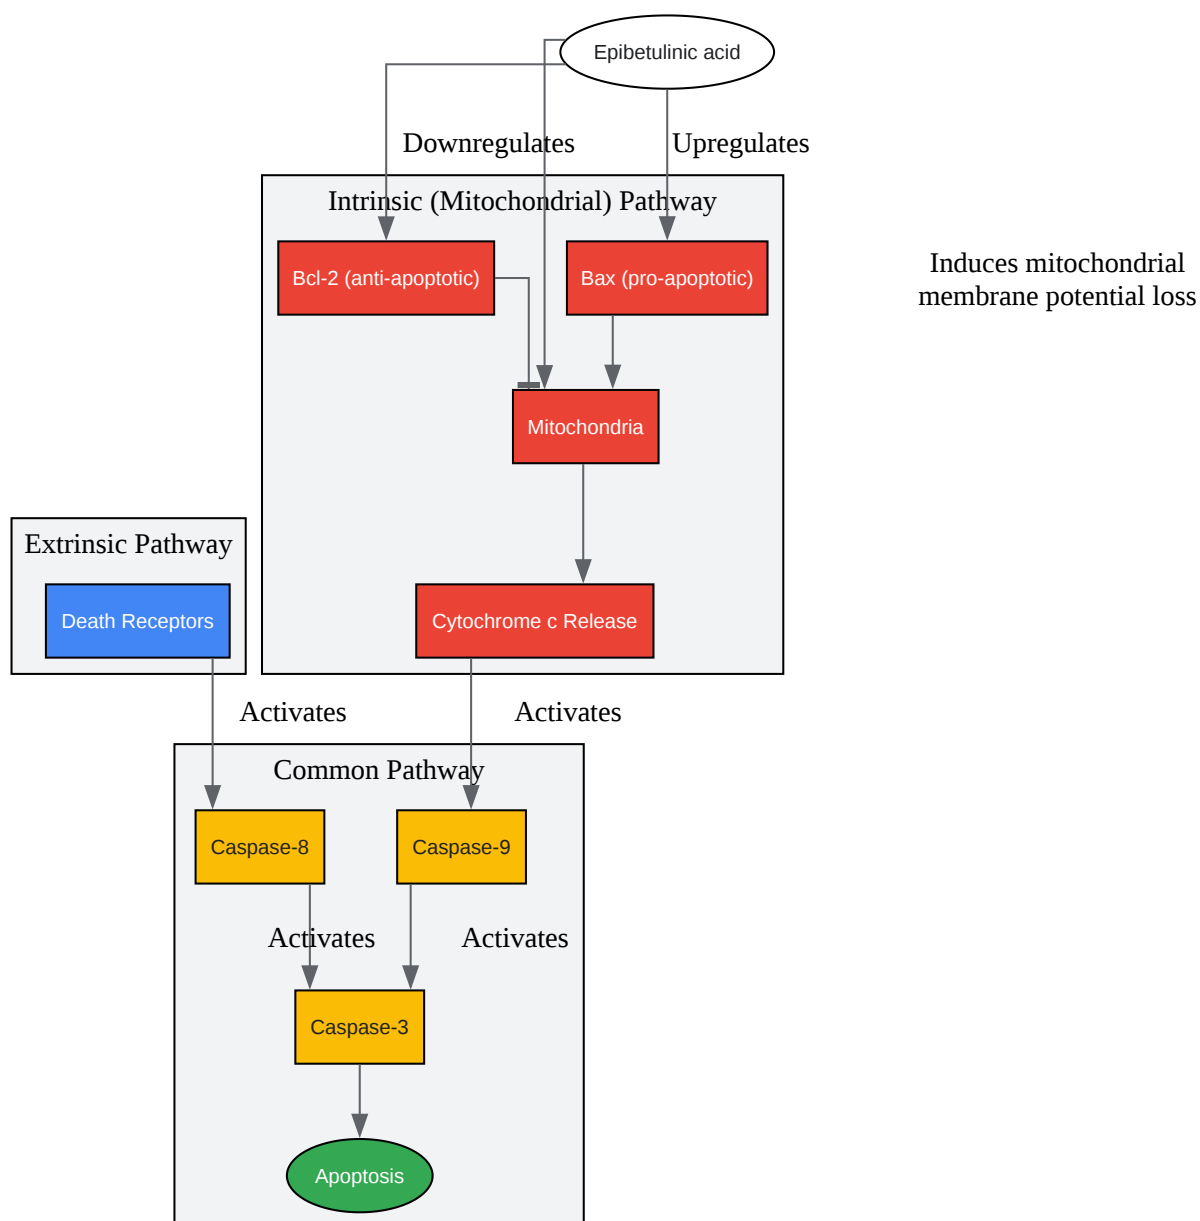 Epibetulinic acid
Downregulates
Upregulates
Intrinsic (Mitochondrial) Pathway
Bcl-2 (anti-apoptotic)
Bax (pro-apoptotic)
Induces mitochondrial
membrane potential loss
Mitochondria
Extrinsic Pathway
Death Receptors
Cytochrome c Release
Activates
Activates
Common Pathway
Caspase-8
Caspase-9
Activates
Activates
Caspase-3
Apoptosis